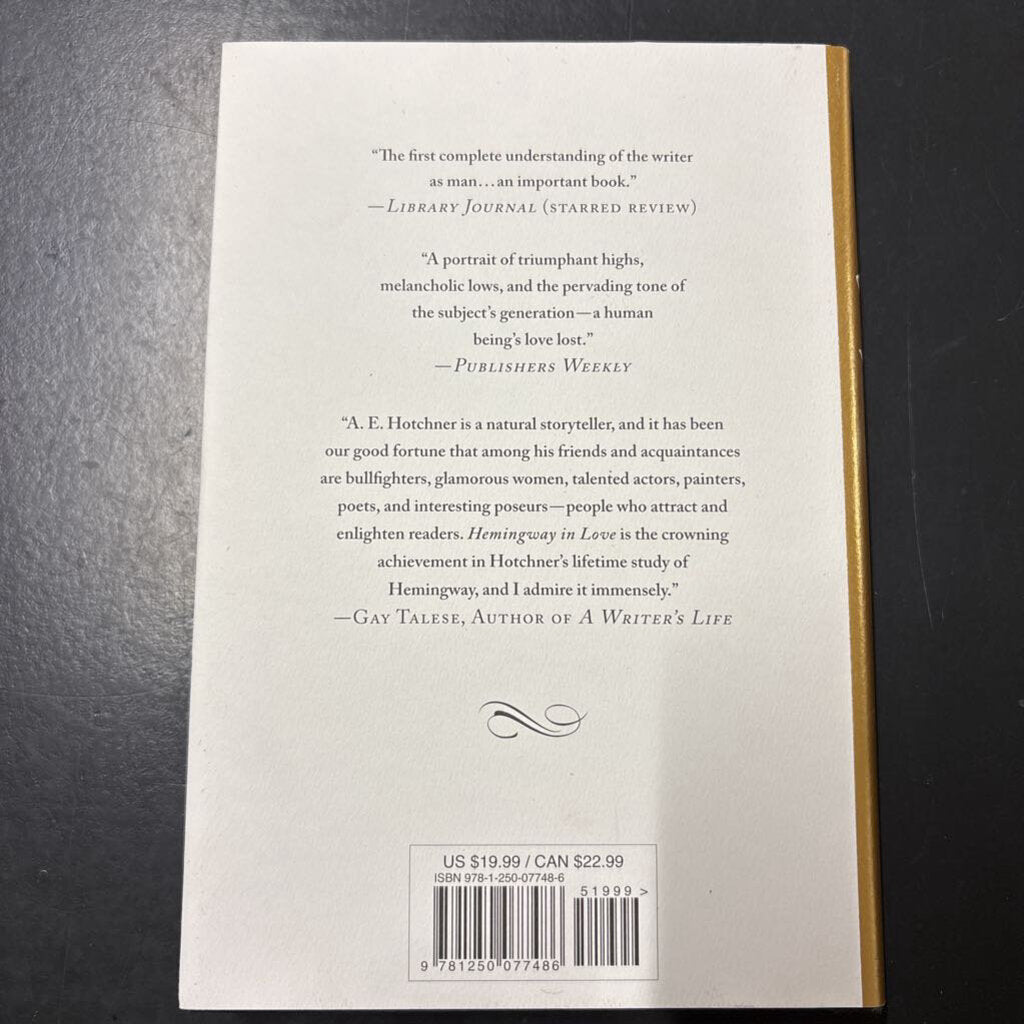 “The first complete understanding of the writer
as man...an important book.”
—Library Journal (starred review)
“A portrait of triumphant highs,
melancholic lows, and the pervading tone of
the subject’s generation—a human
being’s love lost.”
—Publishers Weekly
“A. E. Hotchner is a natural storyteller, and it has been
our good fortune that among his friends and acquaintances
are bullfighters, glamorous women, talented actors, painters,
poets, and interesting poseurs—people who attract and
enlighten readers. Hemingway in Love is the crowning
achievement in Hotchner’s lifetime study of
Hemingway, and I admire it immensely.”
—Gay Talese, Author of A Writer’s Life
US $19.99 / CAN $22.99
ISBN 978-1-250-07748-6
51999>
9 781250 077486